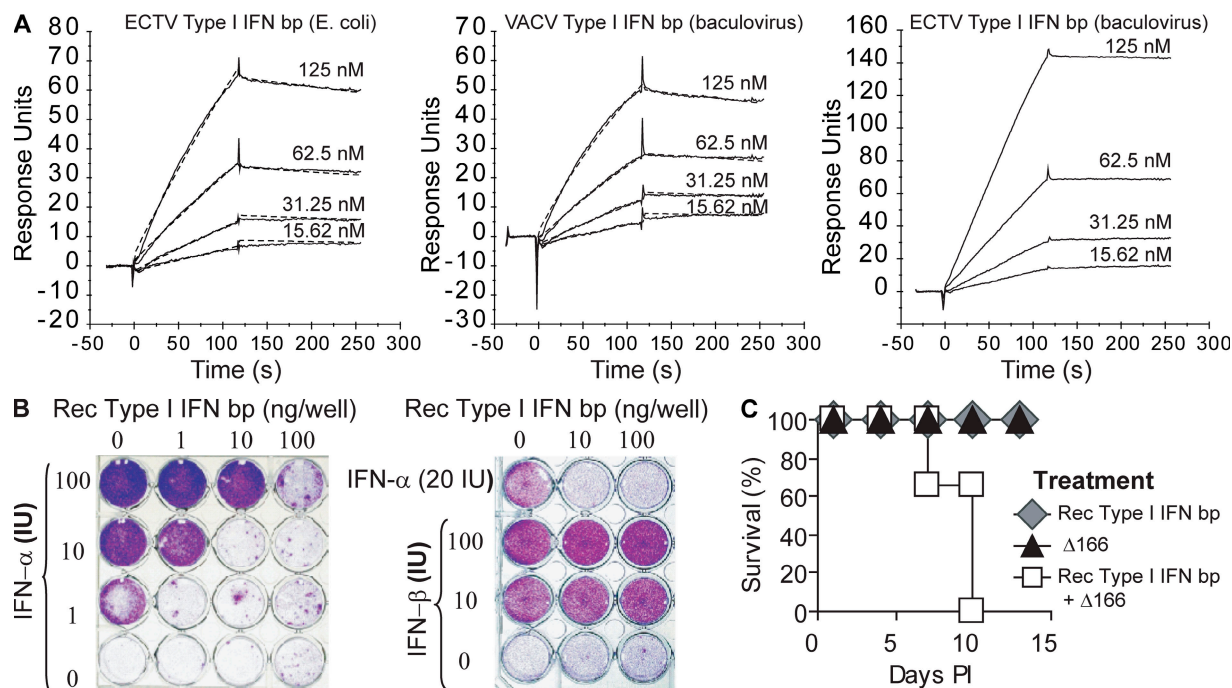 A
ECTV Type I IFN bp (E. coli)
80
70
60
50
40
30
20
10
0
-10
-20
Response Units
125 nM
62.5 nM
31.25 nM
15.62 nM
-50 0 50 100 150 200 250 300
Time (s)
VACV Type I IFN bp (baculovirus)
70
60
50
40
30
20
10
0
-10
-20
-30
Response Units
125 nM
62.5 nM
31.25 nM
15.62 nM
-50 0 50 100 150 200 250 300
Time (s)
ECTV Type I IFN bp (baculovirus)
160
140
120
100
80
60
40
20
0
Response Units
125 nM
62.5 nM
31.25 nM
15.62 nM
-50 0 50 100 150 200 250 300
Time (s)
B
Rec Type I IFN bp (ng/well)
0 1 10 100
IFN-α (IU)
100
10
1
0
Rec Type I IFN bp (ng/well)
0 10 100
IFN-α (20 IU)
IFN-β (IU)
100
10
0
C
100
80
60
40
20
0
Survival (%)
0 5 10 15
Days PI
Treatment
Rec Type I IFN bp
Δ166
Rec Type I IFN bp
+ Δ166